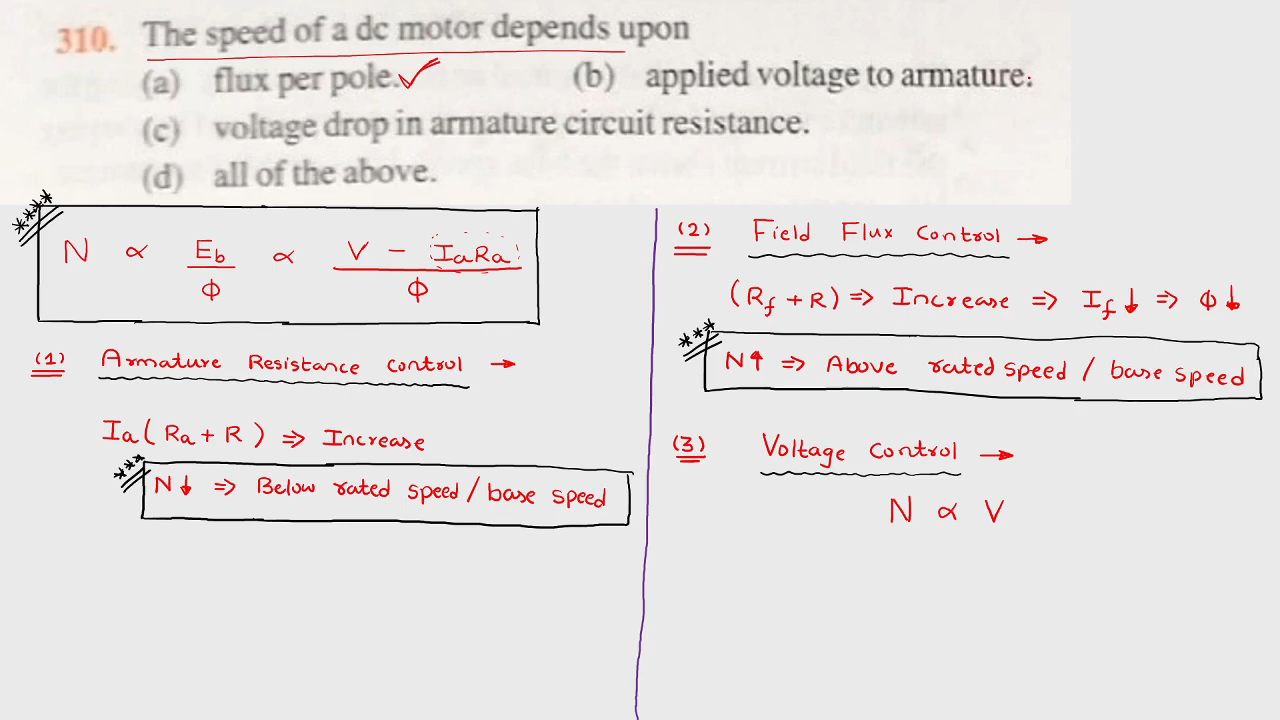 310. The speed of a dc motor depends upon
(a) flux per pole. ✓ (b) applied voltage to armature.
(c) voltage drop in armature circuit resistance.
(d) all of the above.
****
N ∝ Eb/Φ ∝ (V - IaRa)/Φ
(1) Armature Resistance control →
Ia (Ra + R) ⇒ Increase
***
N ↓ ⇒ Below rated speed / base speed
(2) Field Flux Control →
(Rf + R) ⇒ Increase ⇒ If ↓ ⇒ Φ ↓
***
N↑ ⇒ Above rated speed / base speed
(3) Voltage Control →
N ∝ V